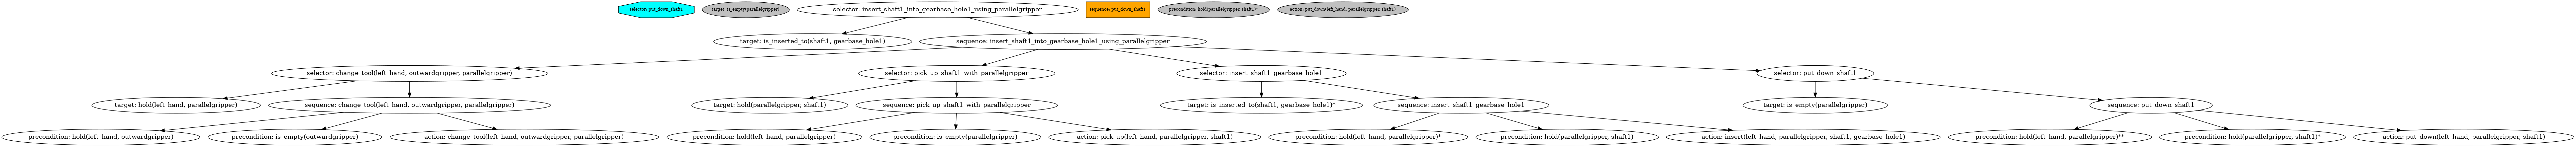 selector: put_down_shaft1
target: is_empty(parallelgripper)
selector: insert_shaft1_into_gearbase_hole1_using_parallelgripper
sequence: put_down_shaft1
precondition: hold(parallelgripper, shaft1)*
action: put_down(left_hand, parallelgripper, shaft1)
target: is_inserted_to(shaft1, gearbase_hole1)
sequence: insert_shaft1_into_gearbase_hole1_using_parallelgripper
selector: change_tool(left_hand, outwardgripper, parallelgripper)
selector: pick_up_shaft1_with_parallelgripper
selector: insert_shaft1_gearbase_hole1
selector: put_down_shaft1
target: hold(left_hand, parallelgripper)
sequence: change_tool(left_hand, outwardgripper, parallelgripper)
target: hold(parallelgripper, shaft1)
sequence: pick_up_shaft1_with_parallelgripper
target: is_inserted_to(shaft1, gearbase_hole1)*
sequence: insert_shaft1_gearbase_hole1
target: is_empty(parallelgripper)
sequence: put_down_shaft1
precondition: hold(left_hand, outwardgripper)
precondition: is_empty(outwardgripper)
action: change_tool(left_hand, outwardgripper, parallelgripper)
precondition: hold(left_hand, parallelgripper)
precondition: is_empty(parallelgripper)
action: pick_up(left_hand, parallelgripper, shaft1)
precondition: hold(left_hand, parallelgripper)*
precondition: hold(parallelgripper, shaft1)
action: insert(left_hand, parallelgripper, shaft1, gearbase_hole1)
precondition: hold(left_hand, parallelgripper)**
precondition: hold(parallelgripper, shaft1)*
action: put_down(left_hand, parallelgripper, shaft1)